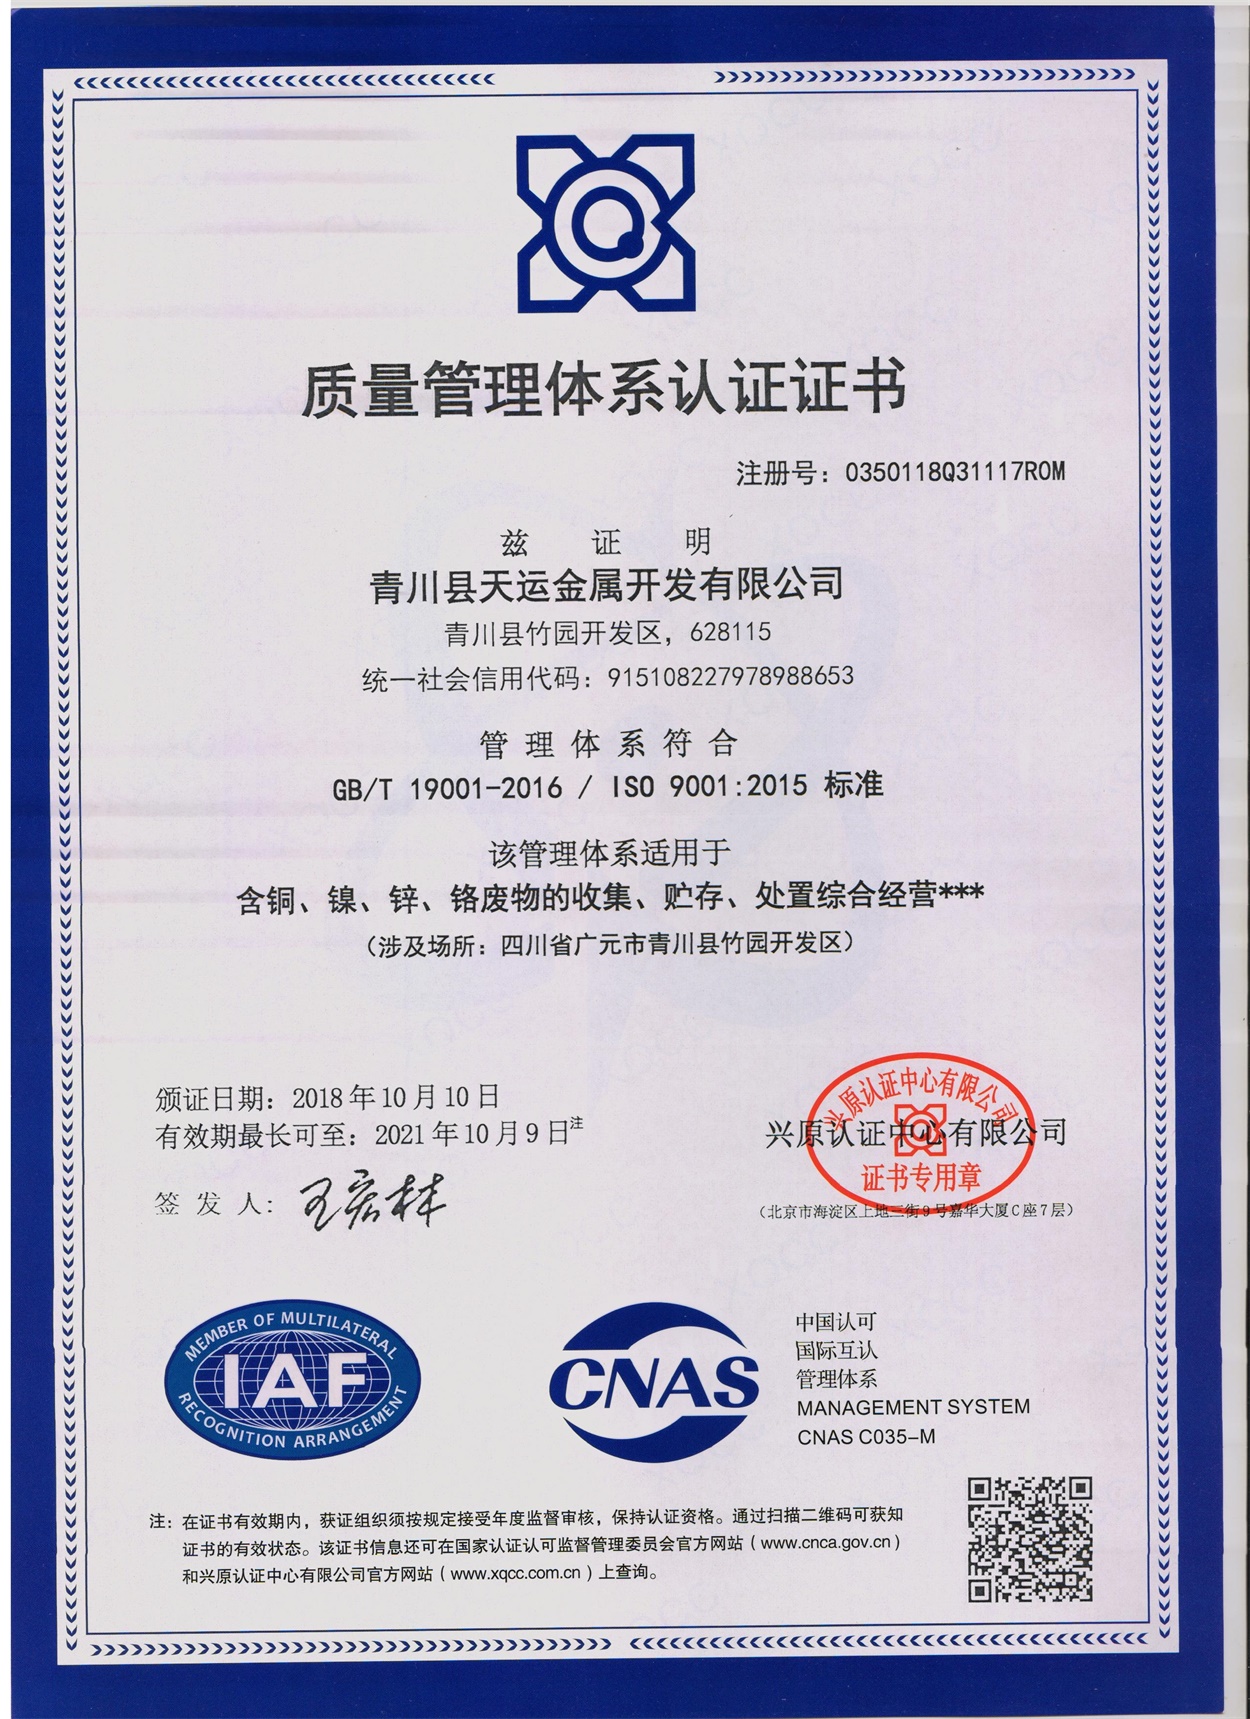 质量管理体系认证证书
注册号：0350118Q31117R0M
兹 证 明
青川县天运金属开发有限公司
青川县竹园开发区，628115
统一社会信用代码：915108227978988653
管理体系符合
GB/T 19001-2016 / ISO 9001:2015 标准
该管理体系适用于
含铜、镍、锌、铬废物的收集、贮存、处置综合经营***
（涉及场所：四川省广元市青川县竹园开发区）
颁证日期：2018年10月10日
有效期最长可至：2021年10月9日注
签 发 人：王宏林
兴原认证中心有限公司
证书专用章
兴原认证中心有限公司
（北京市海淀区上地三街9号嘉华大厦C座7层）
MEMBER OF MULTILATERAL
IAF
RECOGNITION ARRANGEMENT
CNAS
中国认可
国际互认
管理体系
MANAGEMENT SYSTEM
CNAS C035-M
注：在证书有效期内，获证组织须按规定接受年度监督审核，保持认证资格。通过扫描二维码可获知
证书的有效状态。该证书信息还可在国家认证认可监督管理委员会官方网站（www.cnca.gov.cn）
和兴原认证中心有限公司官方网站（www.xqcc.com.cn）上查询。